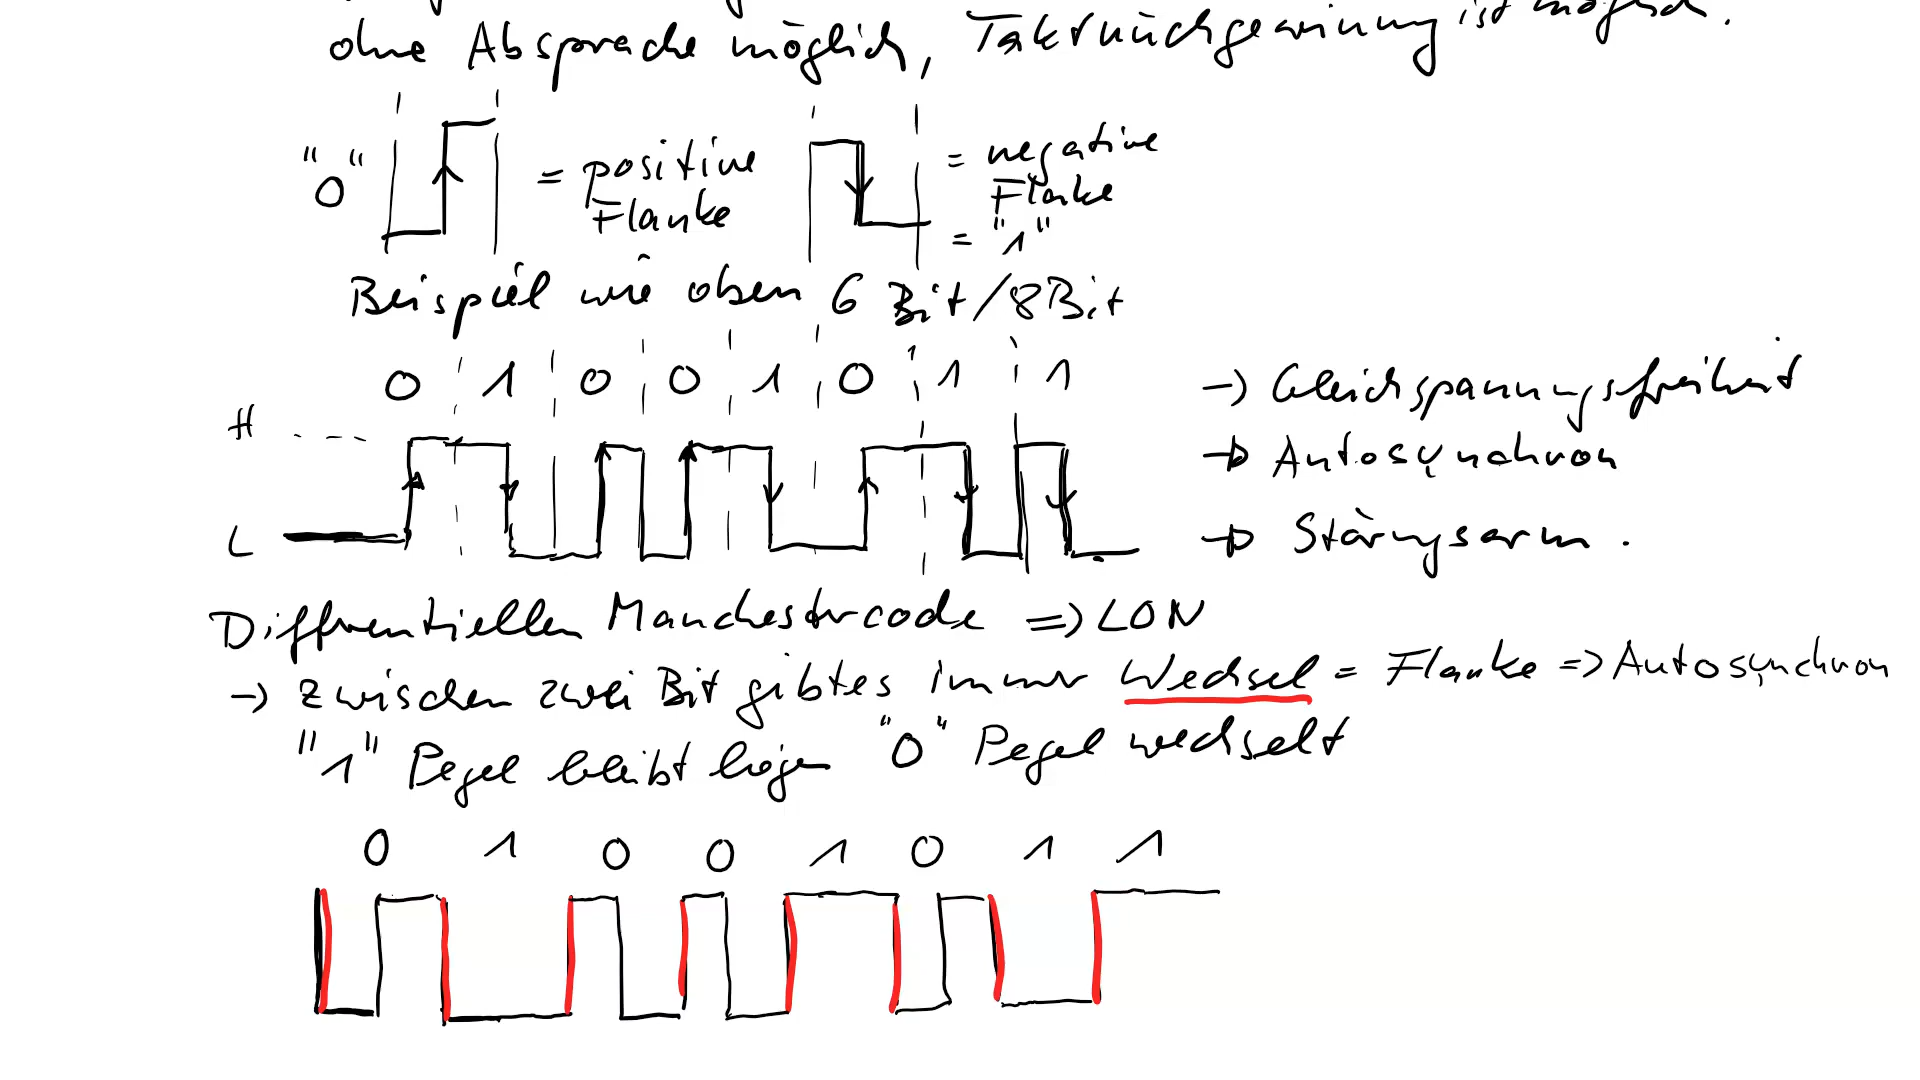 ohne Absprache möglich, Taktrückgewinnung ist möglich.
"0" = positive Flanke
= negative Flanke
= "1"
Beispiel wie oben 6 Bit/8Bit
0 1 0 0 1 0 1 1
H
L
→ Gleichspannungsfreiheit
→ Autosynchron
→ Störungsarm.
Differentiellen Manchestercode => LON
→ zwischen zwei Bit gibt es immer Wechsel = Flanke => Autosynchron
"1" Pegel bleibt liegen "0" Pegel wechselt
0 1 0 0 1 0 1 1